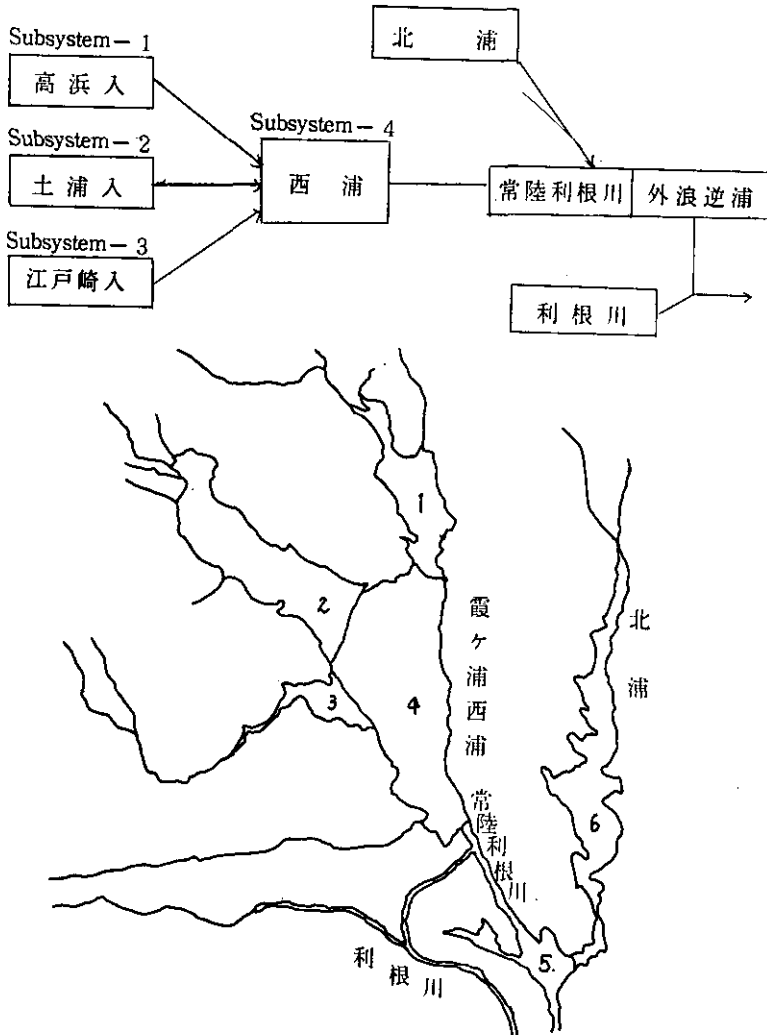 Subsystem-1
高浜入
Subsystem-2
土浦入
Subsystem-3
江戸崎入
Subsystem-4
西浦
北浦
常陸利根川
外浪逆浦
利根川
1
2
3
4
5.
6
霞ヶ浦西浦
北浦
常陸利根川
利根川